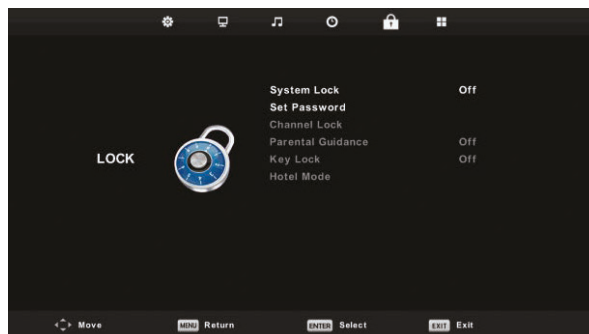 System Lock Off
Set Password
Channel Lock
Parental Guidance Off
LOCK
Key Lock Off
Hotel Mode
Move MENU Return ENTER Select EXIT Exit